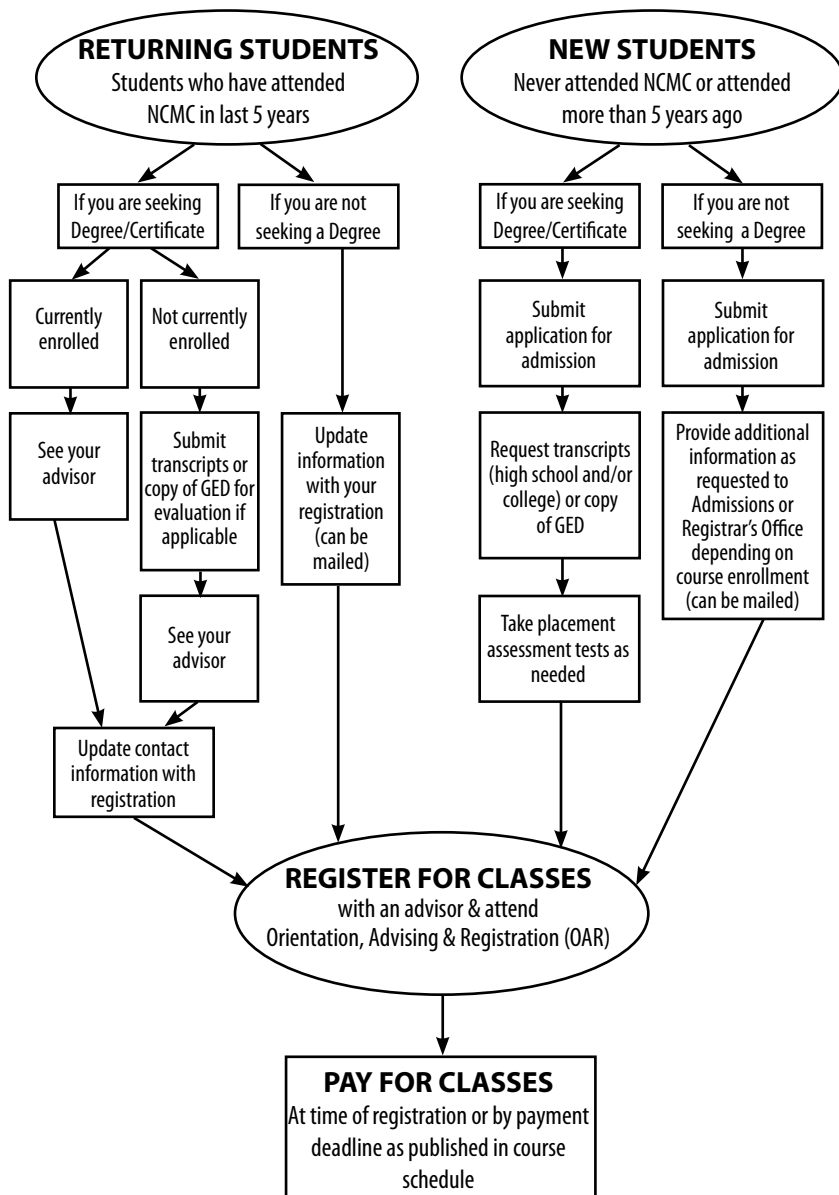 RETURNING STUDENTS
Students who have attended
NCMC in last 5 years
NEW STUDENTS
Never attended NCMC or attended
more than 5 years ago
If you are seeking
Degree/Certificate
If you are not
seeking a Degree
If you are seeking
Degree/Certificate
If you are not
seeking a Degree
Currently
enrolled
Not currently
enrolled
Submit
application for
admission
Submit
application for
admission
See your
advisor
Submit
transcripts or
copy of GED for
evaluation if
applicable
Update
information
with your
registration
(can be
mailed)
Request transcripts
(high school and/or
college) or copy
of GED
Provide additional
information as
requested to
Admissions or
Registrar's Office
depending on
course enrollment
(can be mailed)
See your
advisor
Take placement
assessment tests as
needed
Update contact
information with
registration
REGISTER FOR CLASSES
with an advisor & attend
Orientation, Advising & Registration (OAR)
PAY FOR CLASSES
At time of registration or by payment
deadline as published in course
schedule